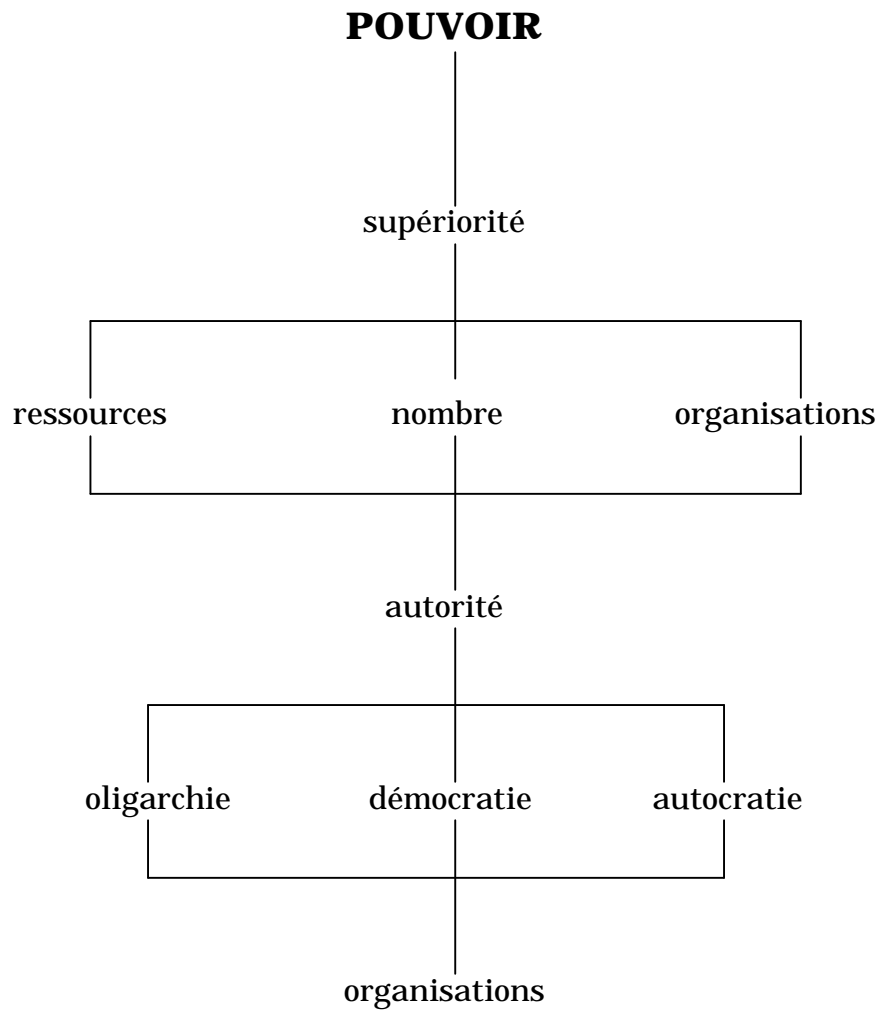 POUVOIR
supériorité
ressources nombre organisations
autorité
oligarchie démocratie autocratie
organisations